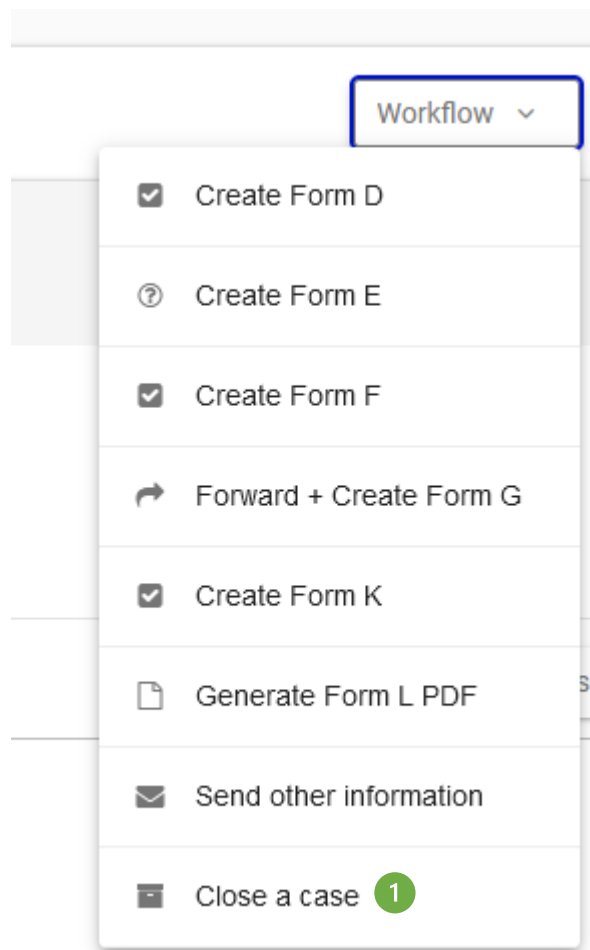 Workflow
Create Form D
Create Form E
Create Form F
Forward + Create Form G
Create Form K
Generate Form L PDF
s
Send other information
Close a case 1